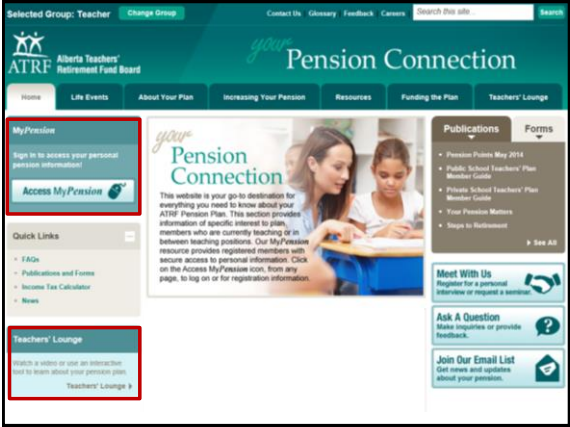 Selected Group: Teacher
Change Group
Contact Us
Glossary
Feedback
Careers
Search this site...
Search
ATRF
Alberta Teachers'
Retirement Fund Board
your
Pension Connection
Home
Life Events
About Your Plan
Increasing Your Pension
Resources
Funding the Plan
Teachers' Lounge
MyPension
Sign in to access your personal
pension information!
Access MyPension
Quick Links
FAQs
Publications and Forms
Income Tax Calculator
News
Teachers' Lounge
Watch a video or use an interactive
tool to learn about your pension plan.
Teachers' Lounge
your
Pension
Connection
This website is your go-to destination for
everything you need to know about your
ATRF Pension Plan. This section provides
information of specific interest to plan
members who are currently teaching or in
between teaching positions. Our MyPension
resource provides registered members with
secure access to personal information. Click
on the Access MyPension icon, from any
page, to log on or for registration information.
Publications
Forms
Pension Points May 2014
Public School Teachers' Plan
Member Guide
Private School Teachers' Plan
Member Guide
Your Pension Matters
Steps to Retirement
See All
Meet With Us
Register for a personal
interview or request a seminar.
Ask A Question
Make inquiries or provide
feedback.
Join Our Email List
Get news and updates
about your pension.